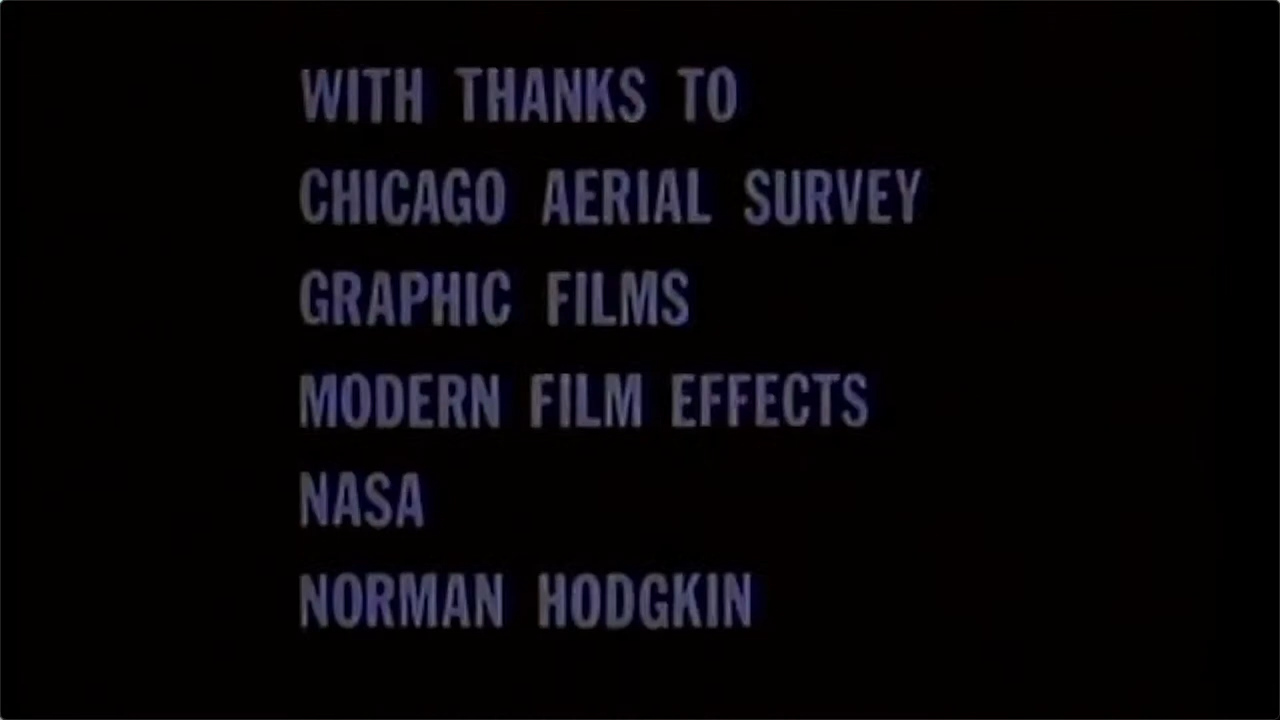 WITH THANKS TO
CHICAGO AERIAL SURVEY
GRAPHIC FILMS
MODERN FILM EFFECTS
NASA
NORMAN HODGKIN